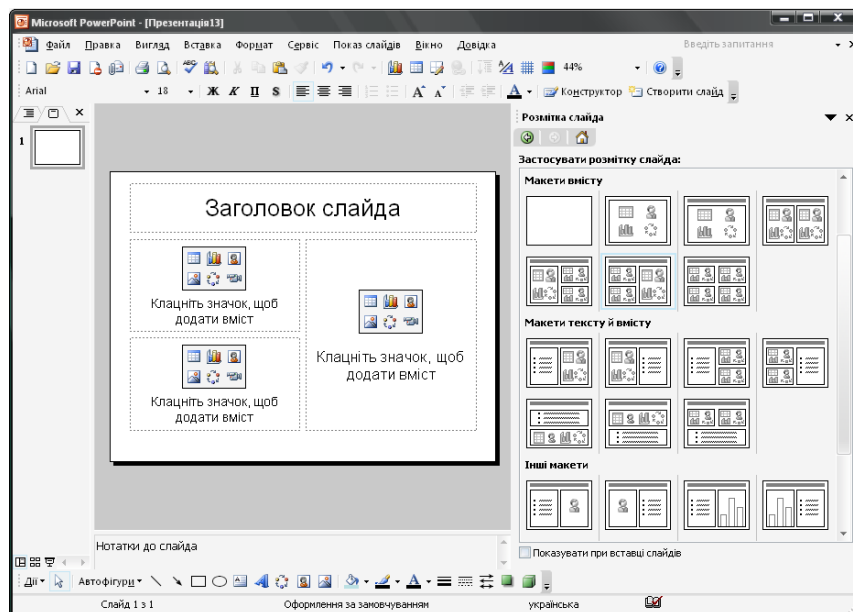 Microsoft PowerPoint - [Презентація13]
Файл Правка Вигляд Вставка Формат Сервіс Показ слайдів Вікно Довідка Введіть запитання
44%
Arial 18 Ж К П S Конструктор Створити слайд
1
Заголовок слайда
Клацніть значок, щоб
додати вміст
Клацніть значок, щоб
додати вміст
Клацніть значок, щоб
додати вміст
Нотатки до слайда
Розмітка слайда
Застосувати розмітку слайда:
Макети вмісту
Макети тексту й вмісту
Інші макети
Показувати при вставці слайдів
Дії Автофігури
Слайд 1 з 1 Оформлення за замовчуванням українська